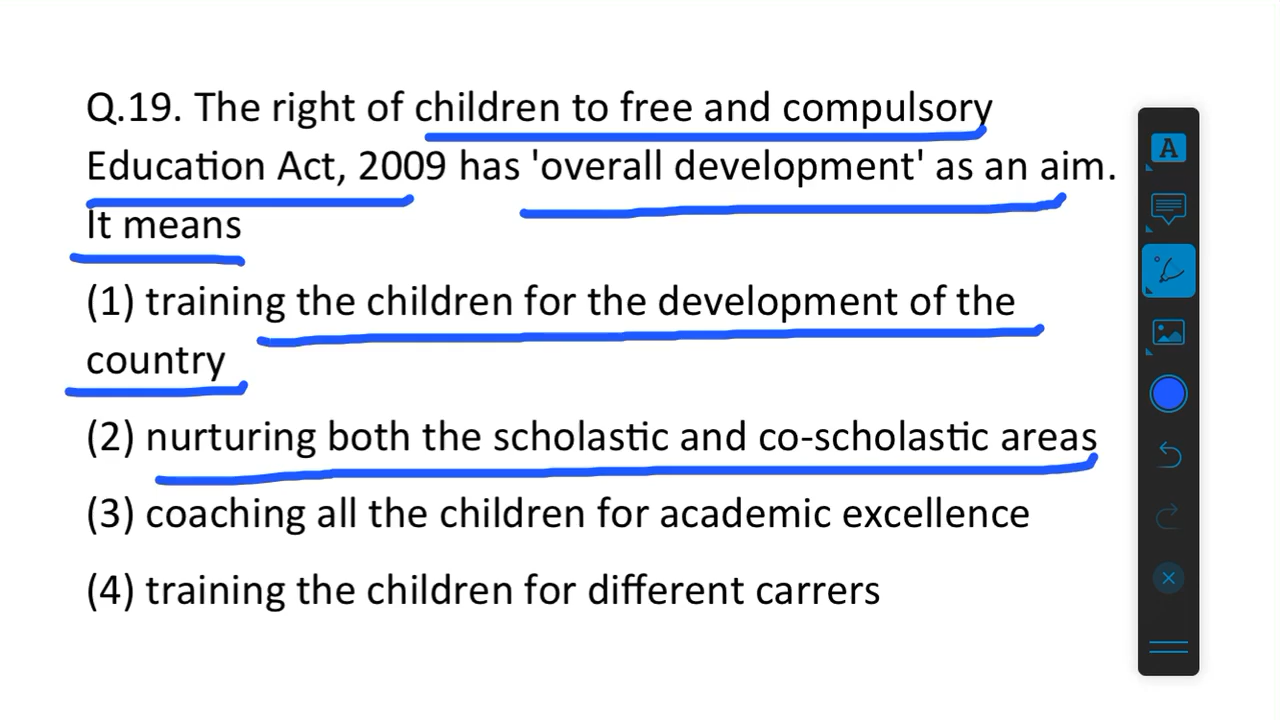 Q.19. The right of children to free and compulsory
Education Act, 2009 has 'overall development' as an aim.
It means
(1) training the children for the development of the
country
(2) nurturing both the scholastic and co-scholastic areas
(3) coaching all the children for academic excellence
(4) training the children for different carrers
A